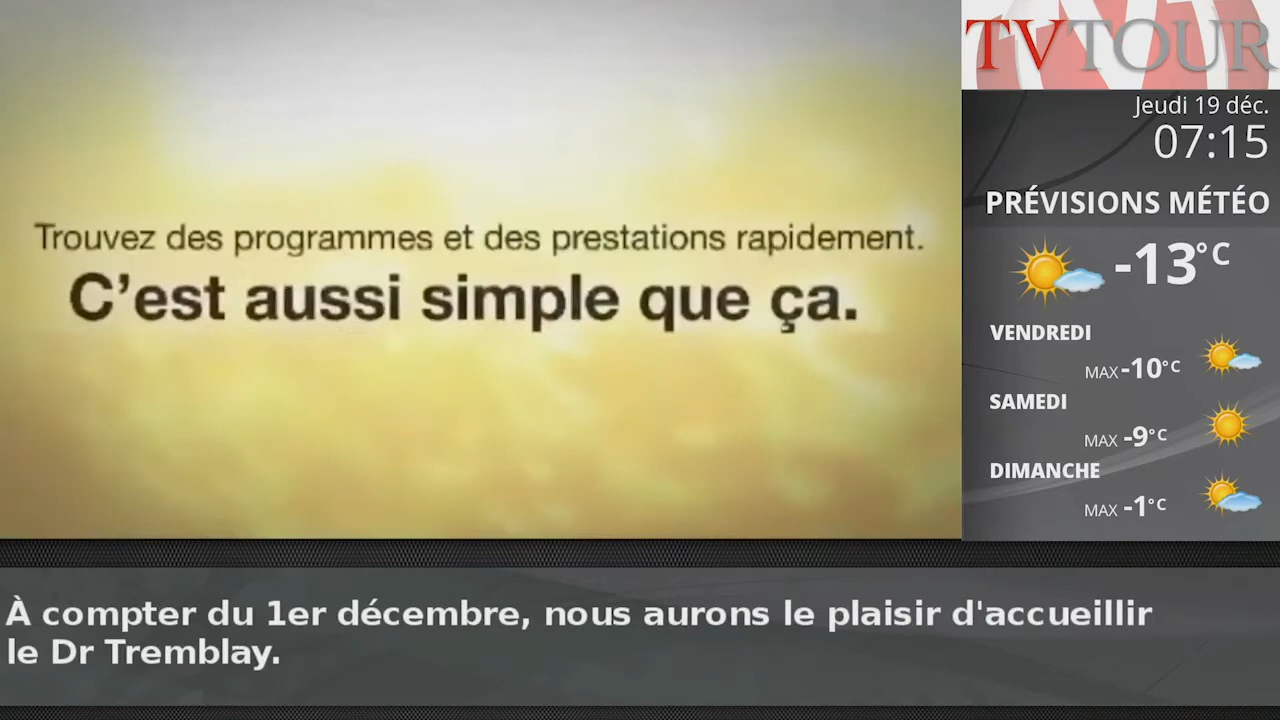 Trouvez des programmes et des prestations rapidement.
C'est aussi simple que ça.
TVTOUR
Jeudi 19 déc.
07:15
PRÉVISIONS MÉTÉO
-13°C
VENDREDI
MAX -10°C
SAMEDI
MAX -9°C
DIMANCHE
MAX -1°C
À compter du 1er décembre, nous aurons le plaisir d'accueillir
le Dr Tremblay.